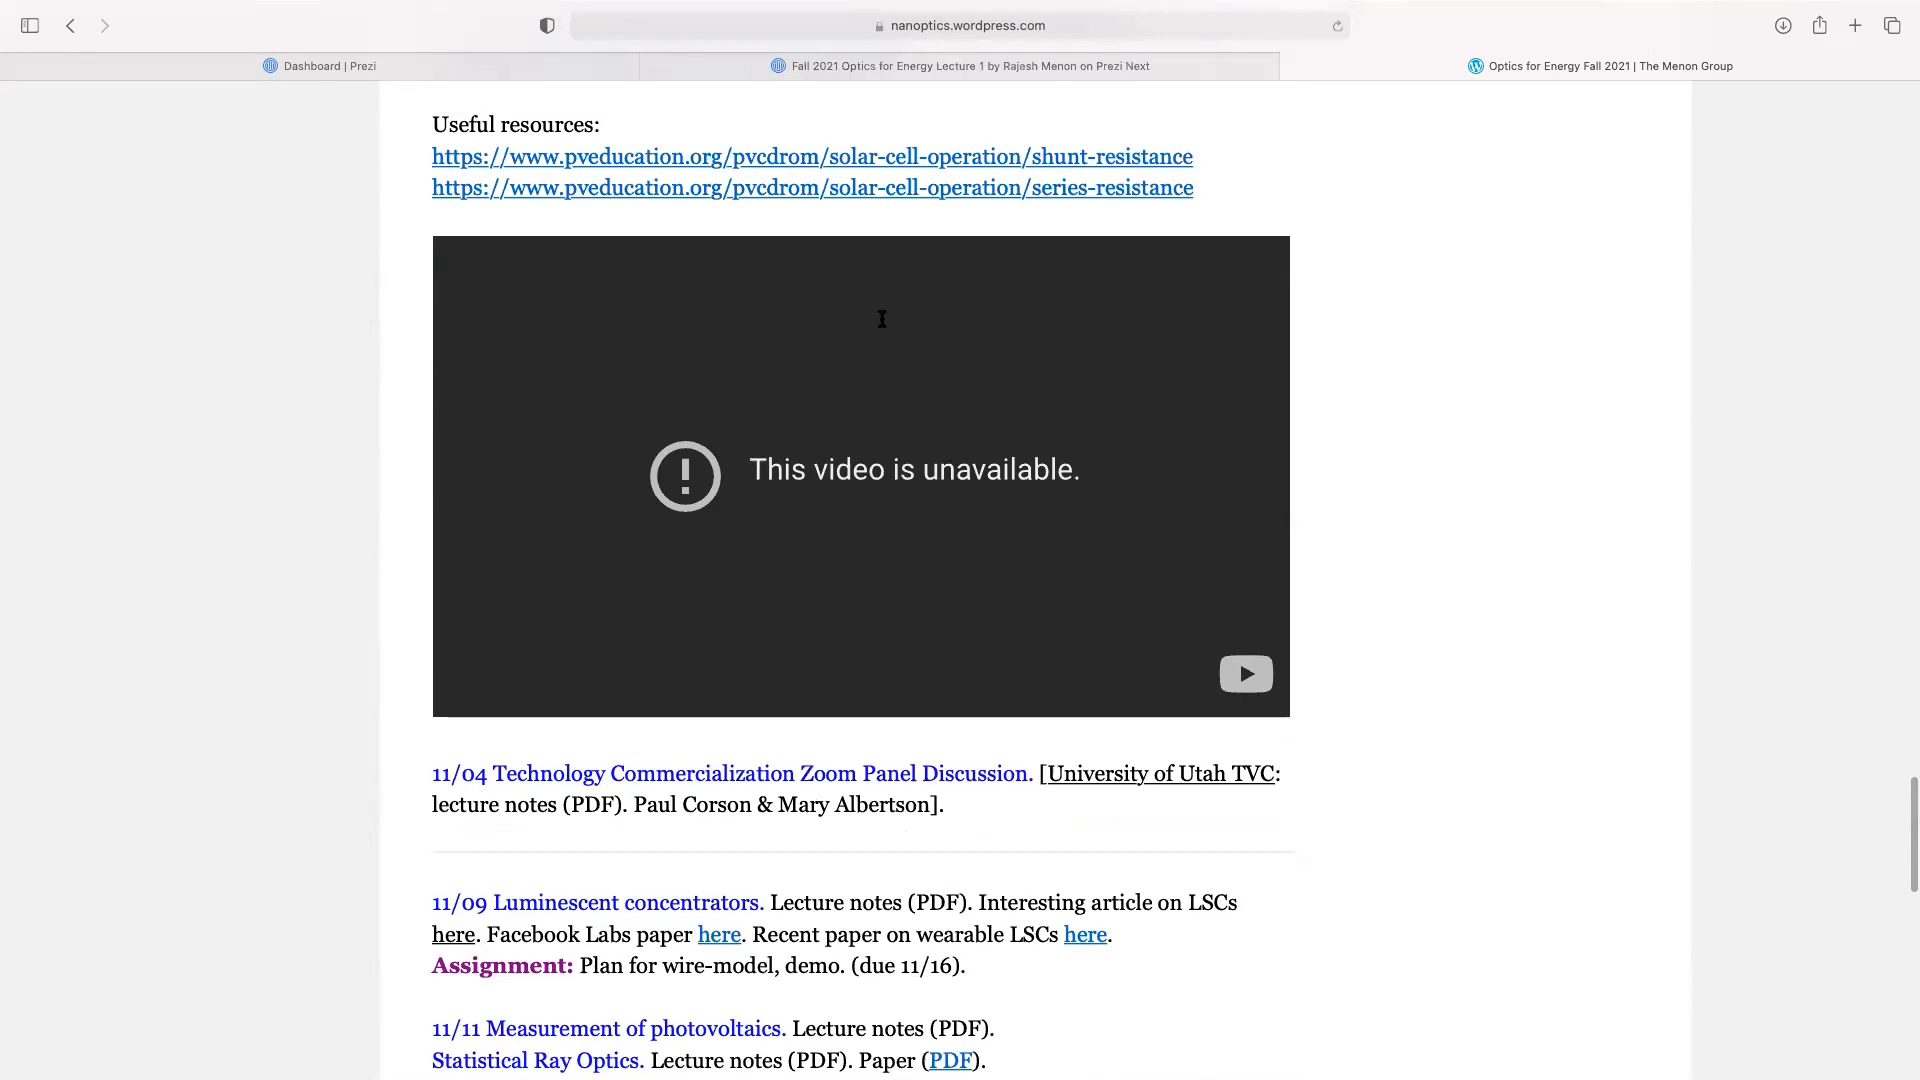 nanoptics.wordpress.com
Dashboard | Prezi
Fall 2021 Optics for Energy Lecture 1 by Rajesh Menon on Prezi Next
Optics for Energy Fall 2021 | The Menon Group
Useful resources:
https://www.pveducation.org/pvcdrom/solar-cell-operation/shunt-resistance
https://www.pveducation.org/pvcdrom/solar-cell-operation/series-resistance
This video is unavailable.
11/04 Technology Commercialization Zoom Panel Discussion. [University of Utah TVC:
lecture notes (PDF). Paul Corson & Mary Albertson].
11/09 Luminescent concentrators. Lecture notes (PDF). Interesting article on LSCs
here. Facebook Labs paper here. Recent paper on wearable LSCs here.
Assignment: Plan for wire-model, demo. (due 11/16).
11/11 Measurement of photovoltaics. Lecture notes (PDF).
Statistical Ray Optics. Lecture notes (PDF). Paper (PDF).